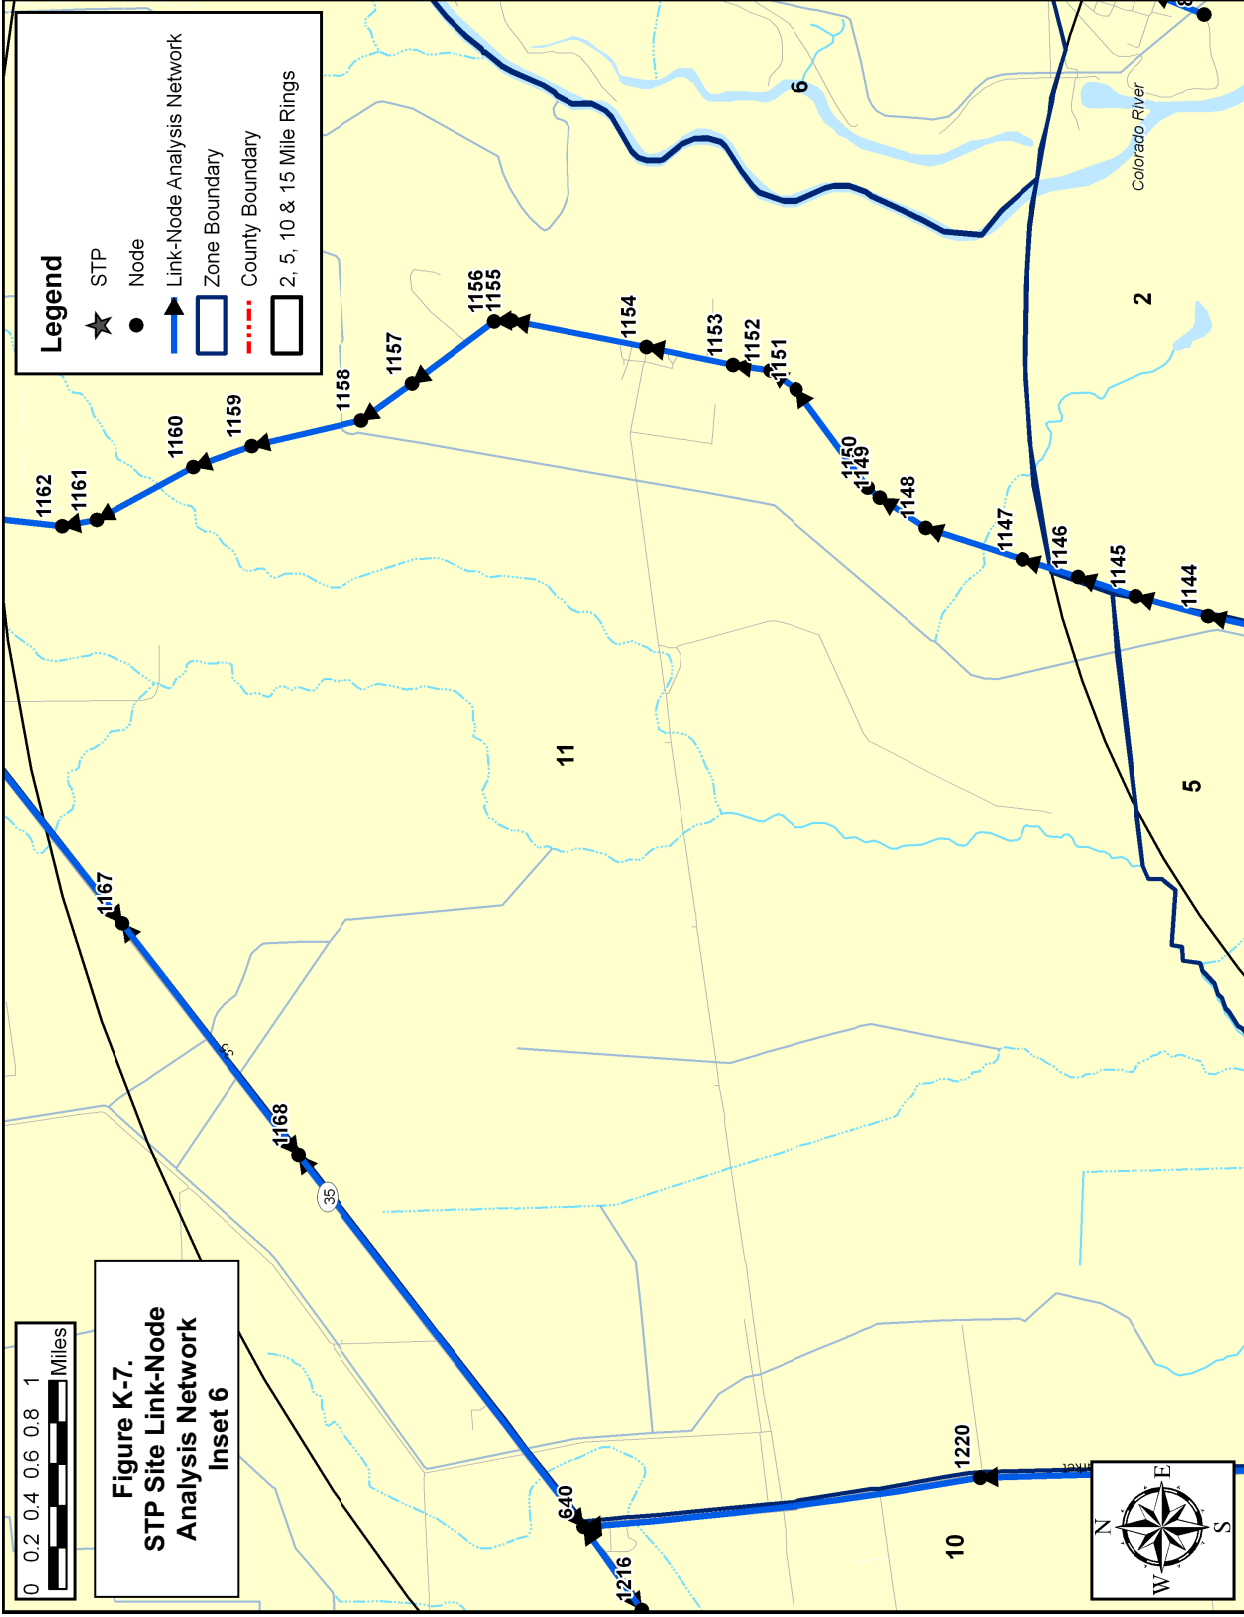 Legend
STP
Node
Link-Node Analysis Network
Zone Boundary
County Boundary
2, 5, 10 & 15 Mile Rings
Figure K-7.
STP Site Link-Node
Analysis Network
Inset 6
0 0.2 0.4 0.6 0.8 1
Miles
1162
1161
1160
1159
1158
1157
1156
1155
1154
1153
1152
1151
1150
1149
1148
1147
1146
1145
1144
1167
1168
35
640
1216
1220
6
2
11
5
10
Colorado River
N
E
S
W